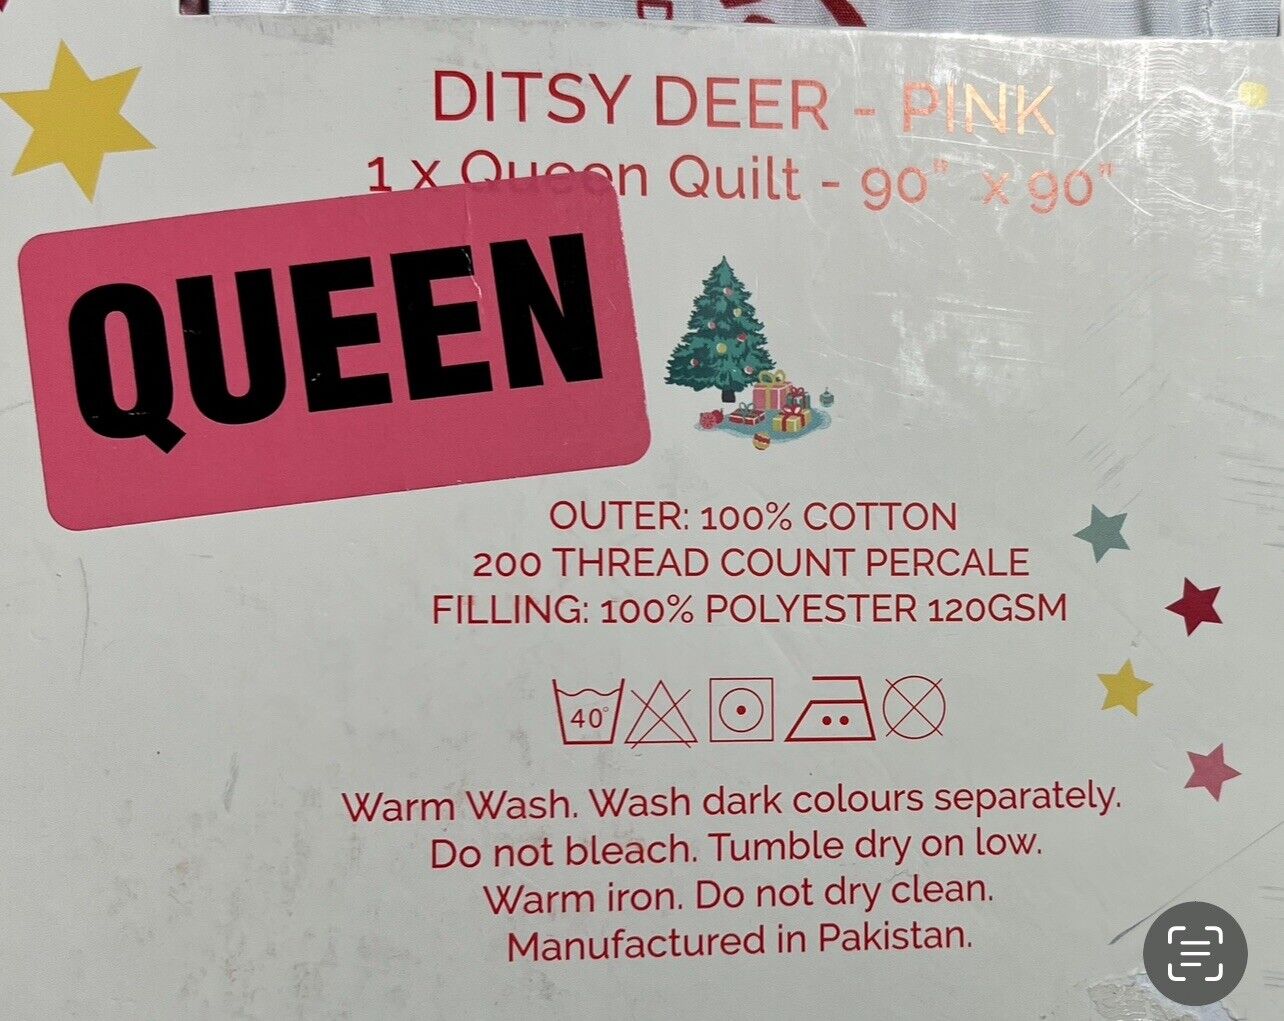 DITSY DEER - PINK
1 x Queen Quilt - 90" x 90"
QUEEN
OUTER: 100% COTTON
200 THREAD COUNT PERCALE
FILLING: 100% POLYESTER 120GSM
40°
Warm Wash. Wash dark colours separately.
Do not bleach. Tumble dry on low.
Warm iron. Do not dry clean.
Manufactured in Pakistan.